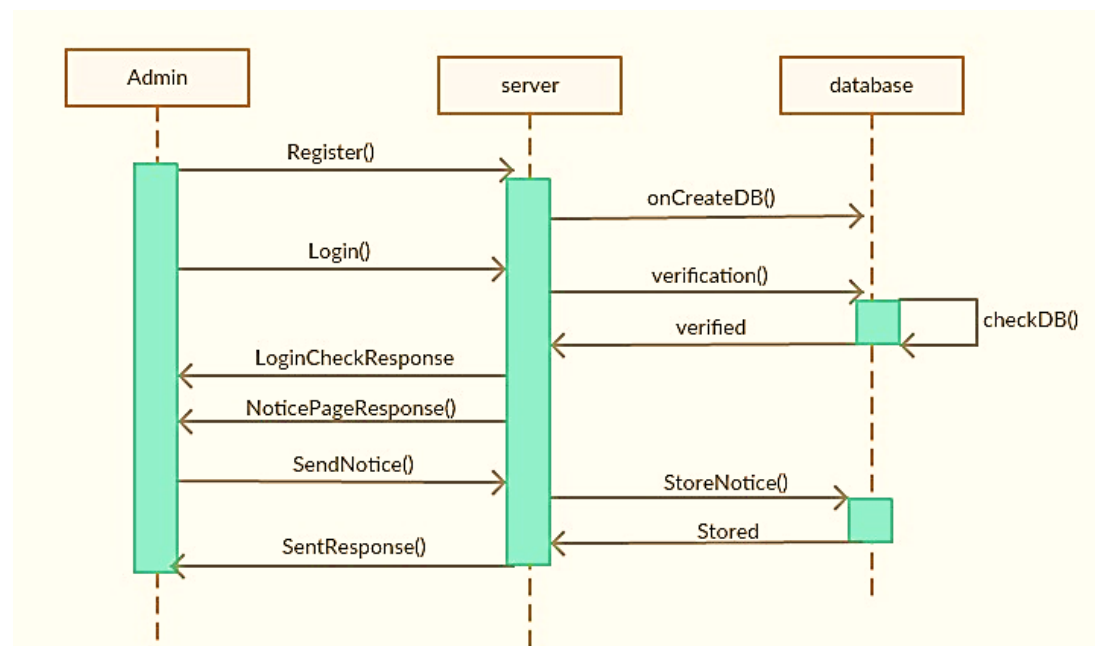 Admin
server
database
Register()
onCreateDB()
Login()
verification()
checkDB()
verified
LoginCheckResponse
NoticePageResponse()
SendNotice()
StoreNotice()
Stored
SentResponse()